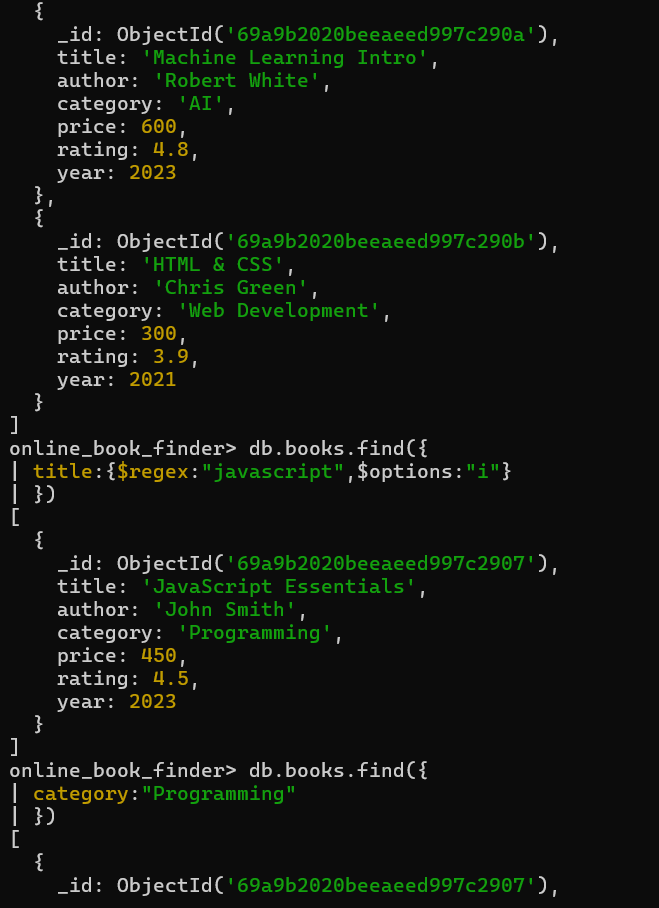 {
_id: ObjectId('69a9b2020beeaeed997c290a'),
title: 'Machine Learning Intro',
author: 'Robert White',
category: 'AI',
price: 600,
rating: 4.8,
year: 2023
},
{
_id: ObjectId('69a9b2020beeaeed997c290b'),
title: 'HTML & CSS',
author: 'Chris Green',
category: 'Web Development',
price: 300,
rating: 3.9,
year: 2021
}
]
online_book_finder> db.books.find({
| title:{$regex:"javascript",$options:"i"}
| })
[
{
_id: ObjectId('69a9b2020beeaeed997c2907'),
title: 'JavaScript Essentials',
author: 'John Smith',
category: 'Programming',
price: 450,
rating: 4.5,
year: 2023
}
]
online_book_finder> db.books.find({
| category:"Programming"
| })
[
{
_id: ObjectId('69a9b2020beeaeed997c2907'),